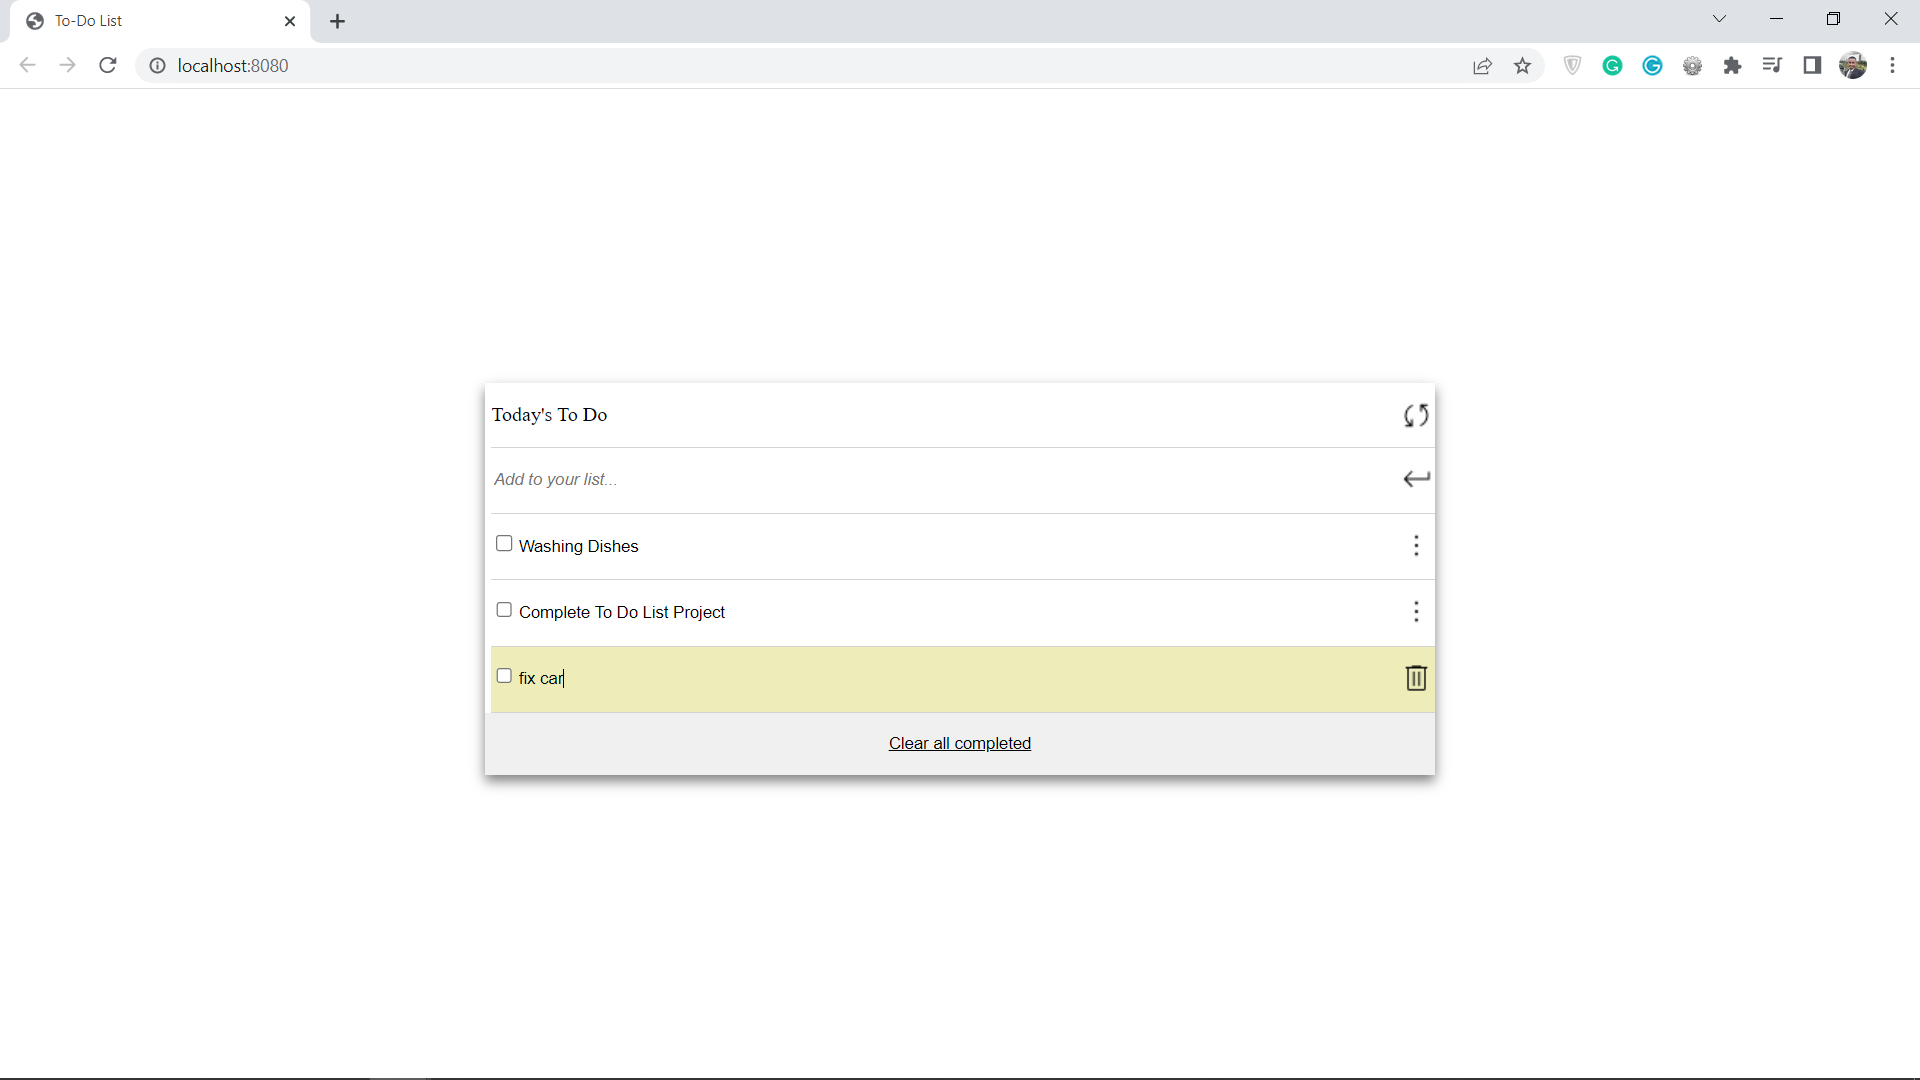 To-Do List
localhost:8080
Today's To Do
Add to your list...
Washing Dishes
Complete To Do List Project
fix car
Clear all completed